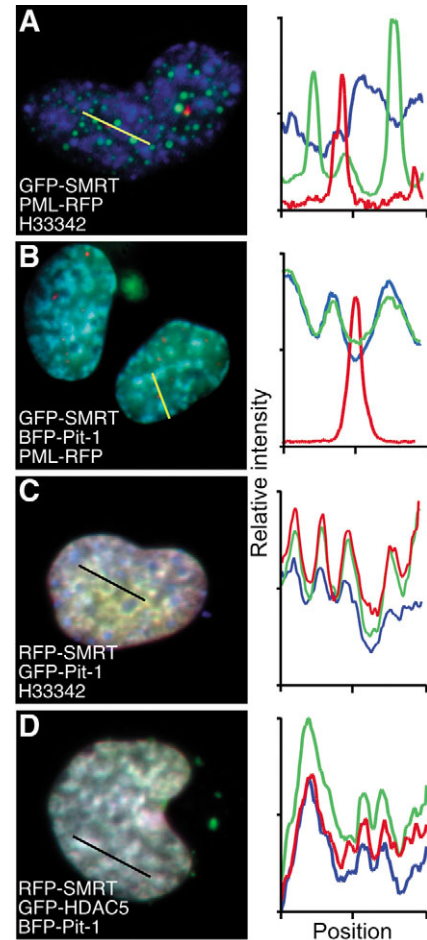 A
GFP-SMRT
PML-RFP
H33342
B
GFP-SMRT
BFP-Pit-1
PML-RFP
C
RFP-SMRT
GFP-Pit-1
H33342
D
RFP-SMRT
GFP-HDAC5
BFP-Pit-1
Relative intensity
Position